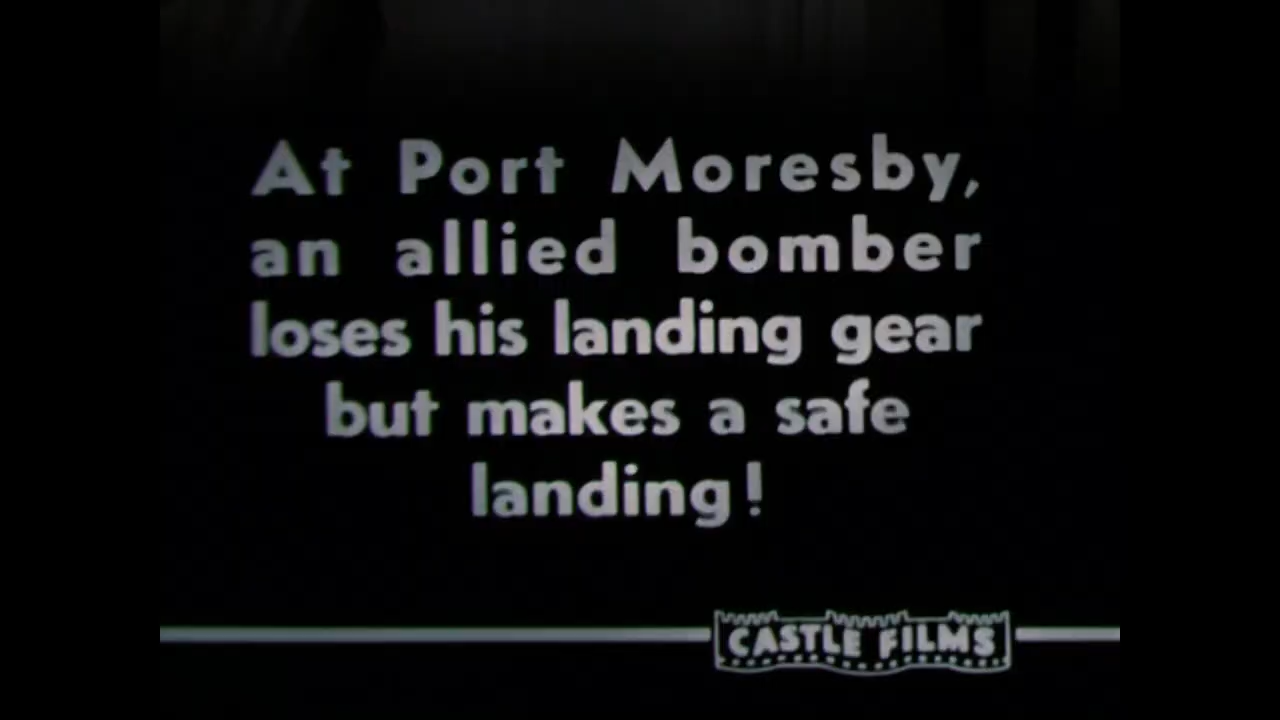 At Port Moresby,
an allied bomber
loses his landing gear
but makes a safe
landing!
CASTLE FILMS